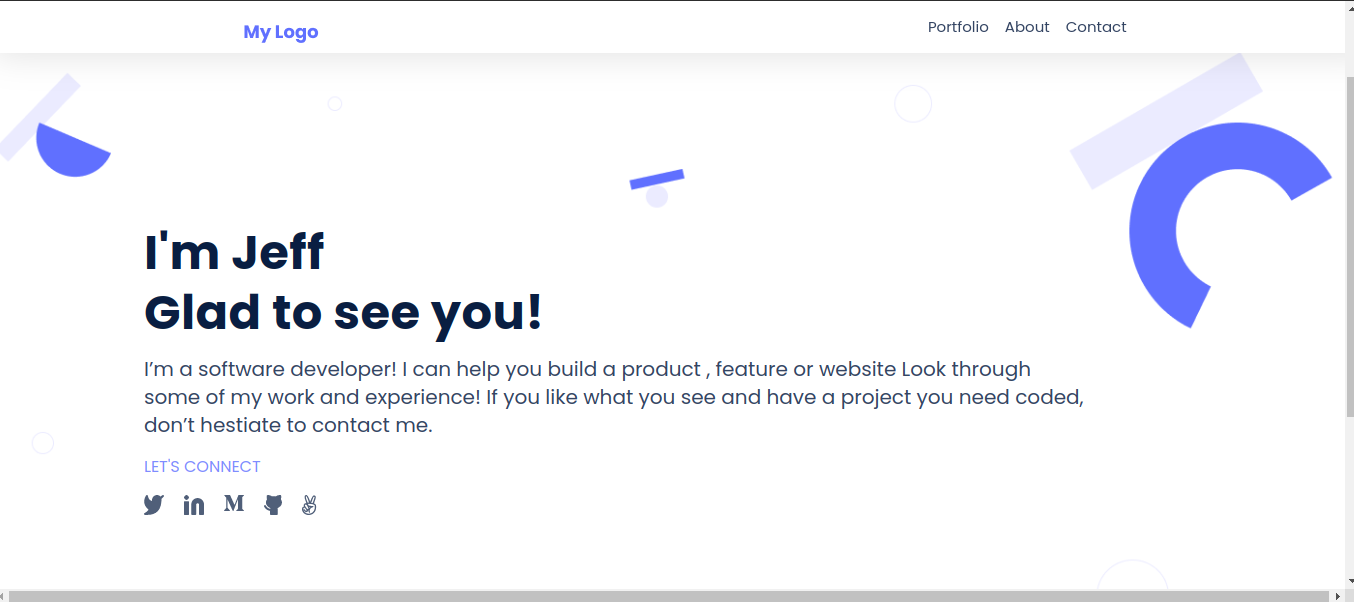 My Logo
Portfolio About Contact
I'm Jeff
Glad to see you!
I’m a software developer! I can help you build a product , feature or website Look through
some of my work and experience! If you like what you see and have a project you need coded,
don’t hestiate to contact me.
LET'S CONNECT